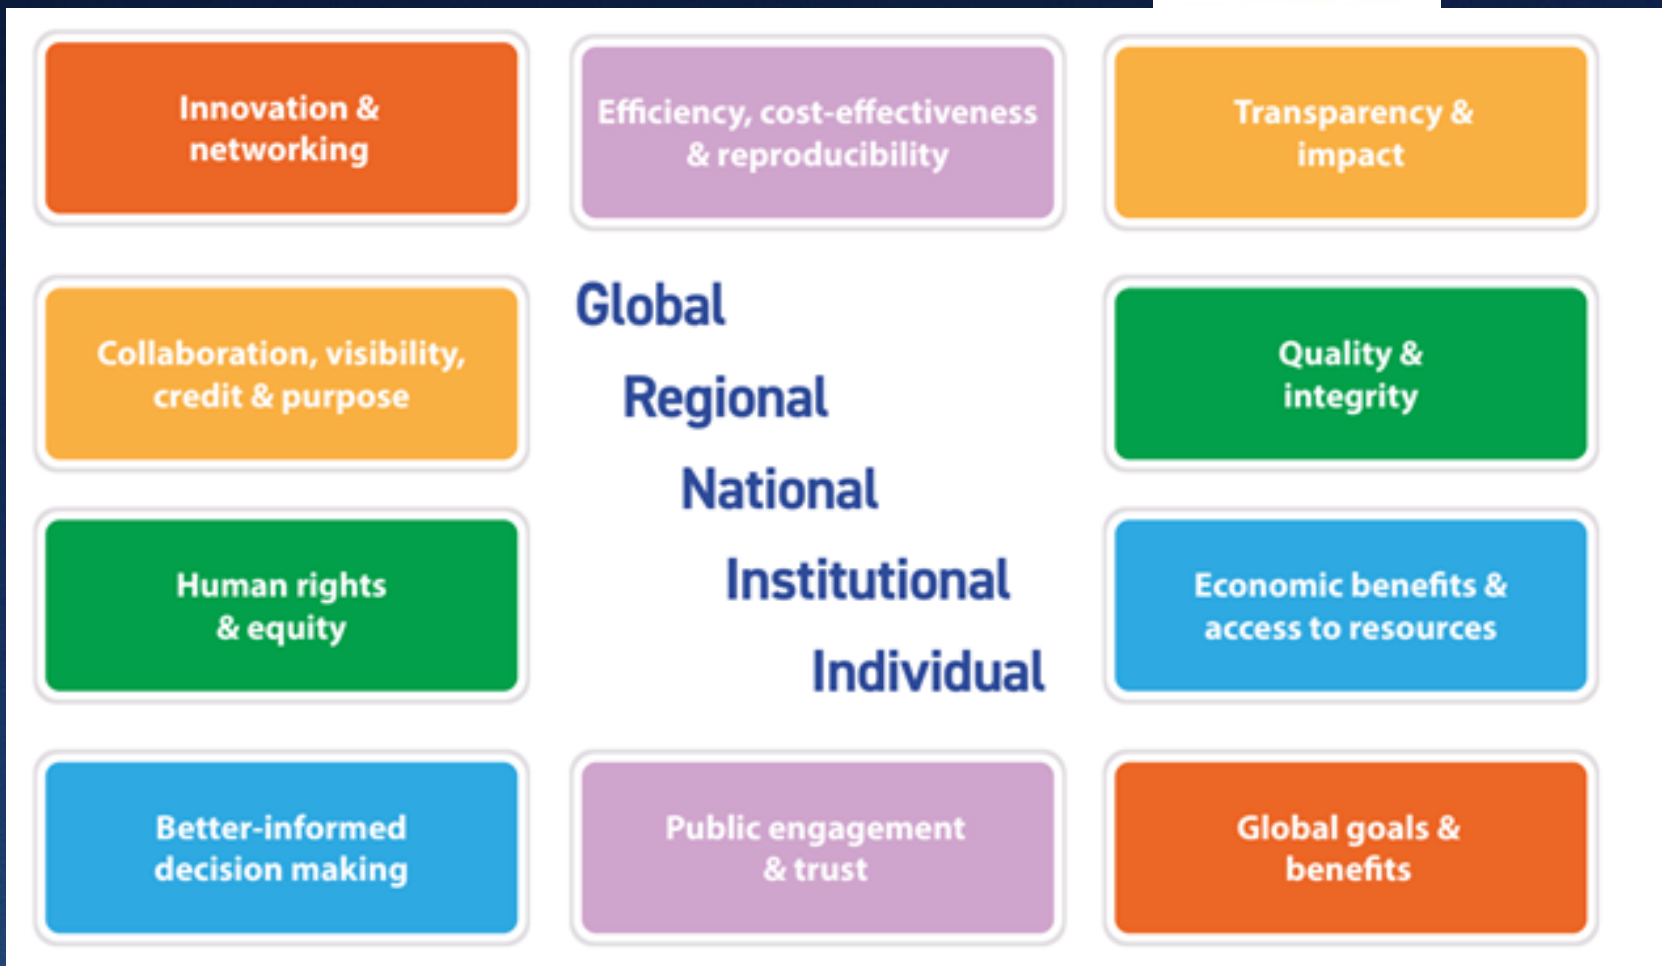 Innovation &
networking
Efficiency, cost-effectiveness
& reproducibility
Transparency &
impact
Collaboration, visibility,
credit & purpose
Global
Regional
National
Institutional
Individual
Quality &
integrity
Human rights
& equity
Economic benefits &
access to resources
Better-informed
decision making
Public engagement
& trust
Global goals &
benefits